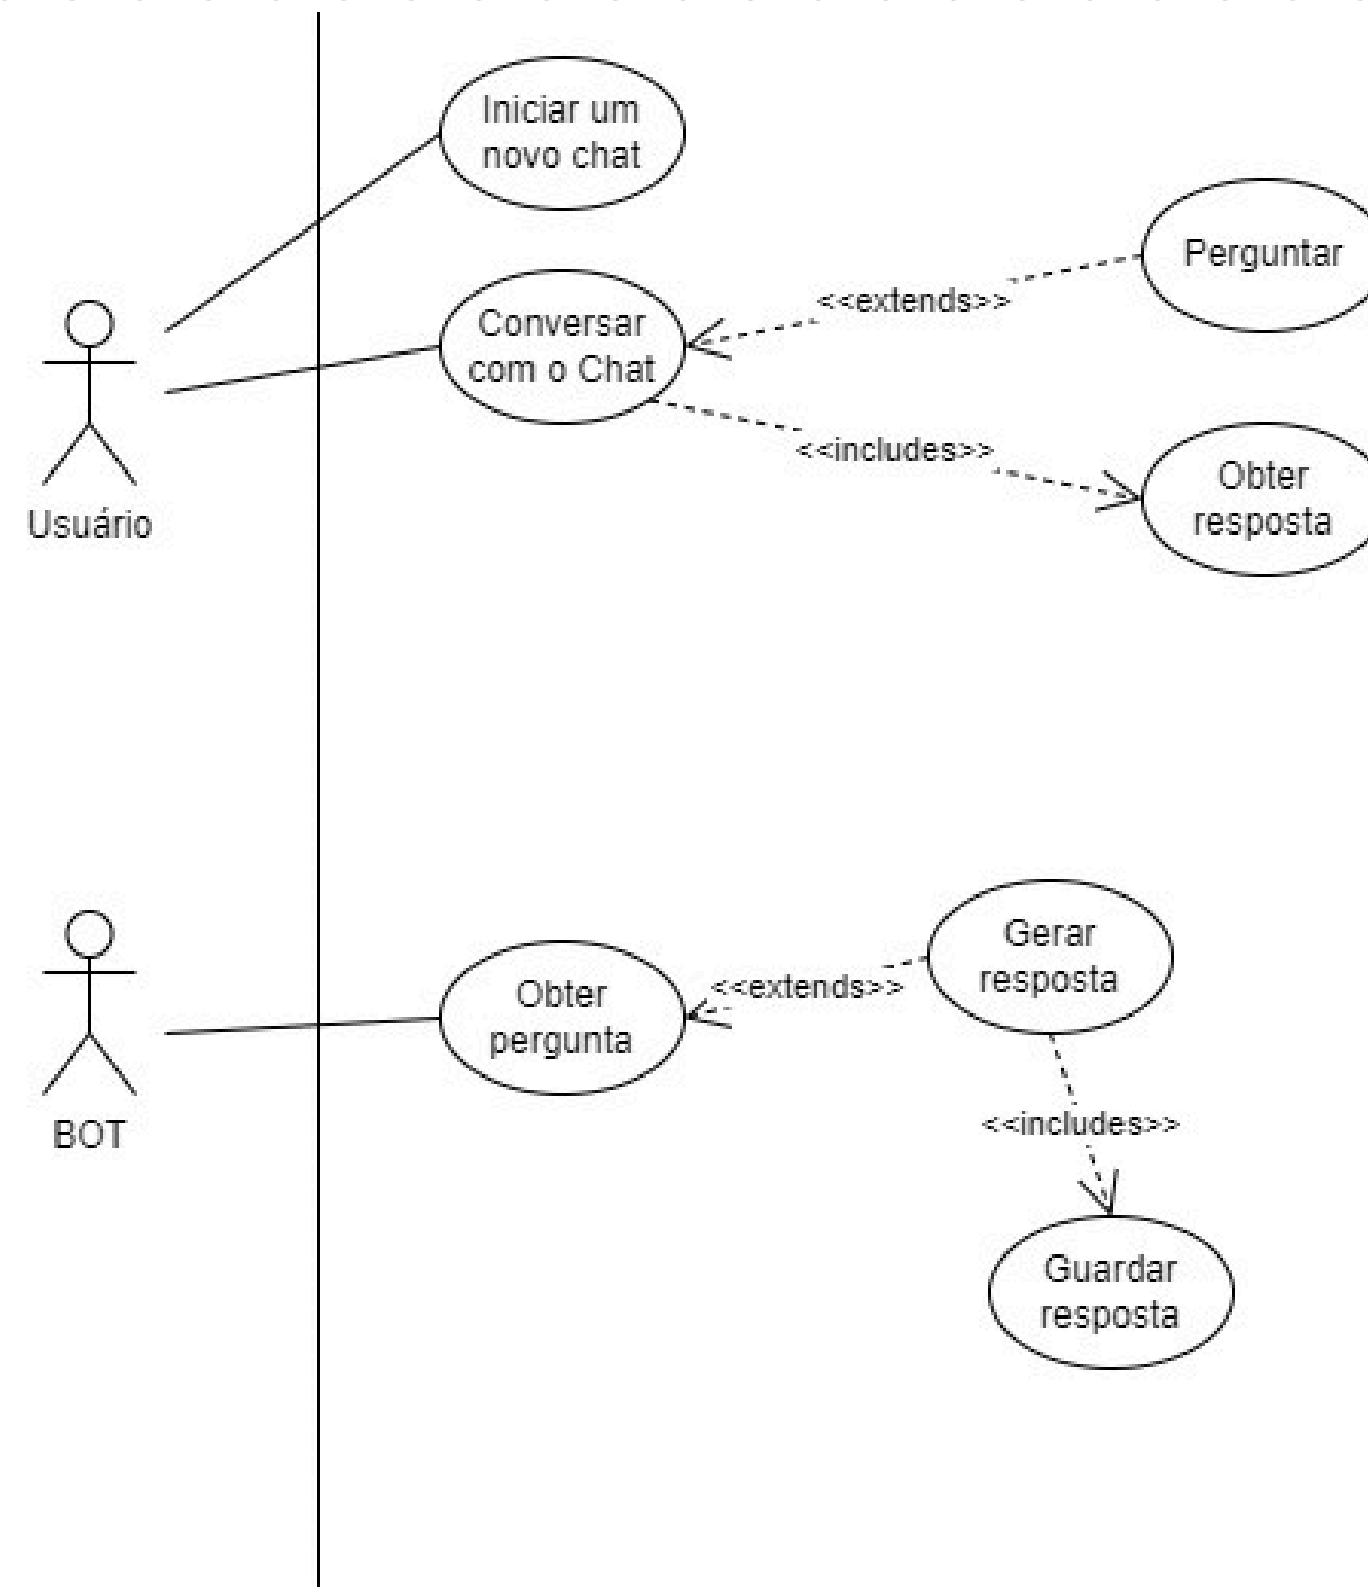 Iniciar um
novo chat
Perguntar
<<extends>>
Conversar
com o Chat
<<includes>>
Obter
resposta
Usuário
Gerar
resposta
<<extends>>
Obter
pergunta
BOT
<<includes>>
Guardar
resposta